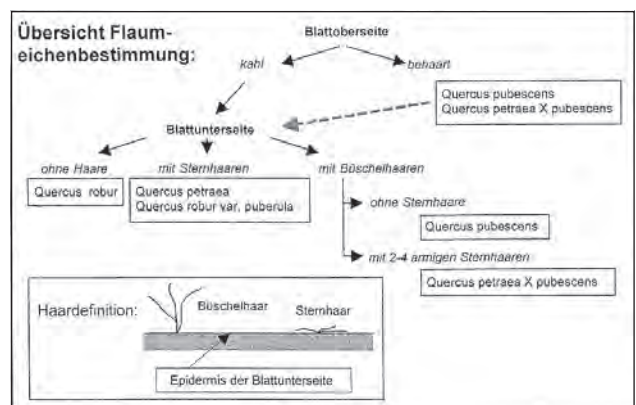 Übersicht Flaum-
eichenbestimmung:
Blattoberseite
kahl
behaart
Quercus pubescens
Quercus petraea X pubescens
Blattunterseite
ohne Haare
mit Sternhaaren
mit Büschelhaaren
Quercus robur
Quercus petraea
Quercus robur var, puberula
ohne Sternhaare
Quercus pubescens
mit 2-4 armigen Sternhaaren
Quercus petraea X pubescens
Haardefinition:
Büschelhaar
Sternhaar
Epidermis der Blattunterseite